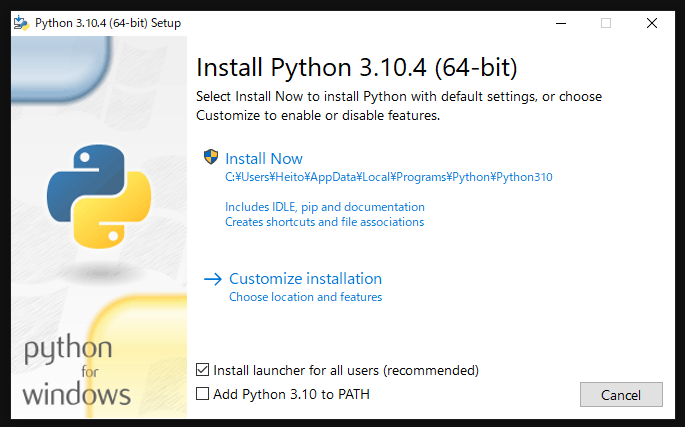 Python 3.10.4 (64-bit) Setup
Install Python 3.10.4 (64-bit)
Select Install Now to install Python with default settings, or choose
Customize to enable or disable features.
Install Now
C:¥Users¥Heito¥AppData¥Local¥Programs¥Python¥Python310
Includes IDLE, pip and documentation
Creates shortcuts and file associations
Customize installation
Choose location and features
python
for
windows
Install launcher for all users (recommended)
Add Python 3.10 to PATH
Cancel